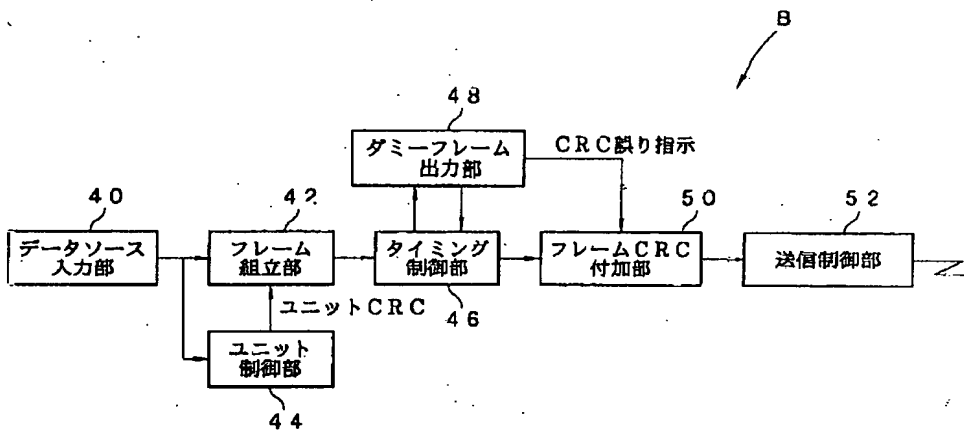 B
48
ダミーフレーム
出力部
CRC誤り指示
40
42
50
52
データソース
入力部
フレーム
組立部
タイミング
制御部
フレームCRC
付加部
送信制御部
ユニットCRC
46
ユニット
制御部
44